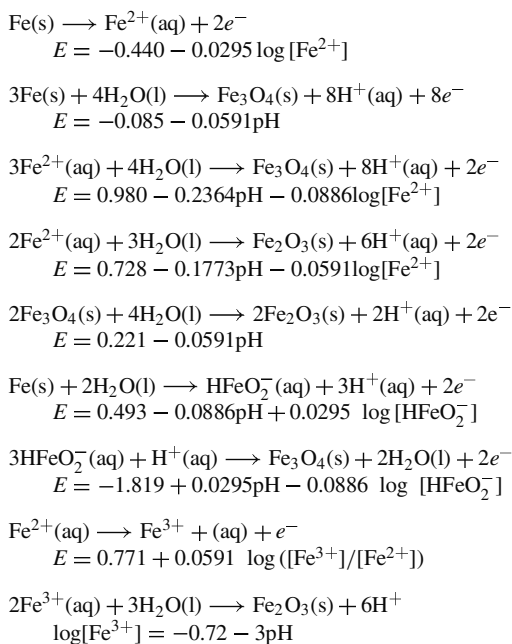 Fe(s) ⟶ Fe²⁺(aq) + 2e⁻
E = −0.440 − 0.0295 log [Fe²⁺]
3Fe(s) + 4H₂O(l) ⟶ Fe₃O₄(s) + 8H⁺(aq) + 8e⁻
E = −0.085 − 0.0591pH
3Fe²⁺(aq) + 4H₂O(l) ⟶ Fe₃O₄(s) + 8H⁺(aq) + 2e⁻
E = 0.980 − 0.2364pH − 0.0886log[Fe²⁺]
2Fe²⁺(aq) + 3H₂O(l) ⟶ Fe₂O₃(s) + 6H⁺(aq) + 2e⁻
E = 0.728 − 0.1773pH − 0.0591log[Fe²⁺]
2Fe₃O₄(s) + 4H₂O(l) ⟶ 2Fe₂O₃(s) + 2H⁺(aq) + 2e⁻
E = 0.221 − 0.0591pH
Fe(s) + 2H₂O(l) ⟶ HFeO₂⁻(aq) + 3H⁺(aq) + 2e⁻
E = 0.493 − 0.0886pH + 0.0295 log [HFeO₂⁻]
3HFeO₂⁻(aq) + H⁺(aq) ⟶ Fe₃O₄(s) + 2H₂O(l) + 2e⁻
E = −1.819 + 0.0295pH − 0.0886 log [HFeO₂⁻]
Fe²⁺(aq) ⟶ Fe³⁺ + (aq) + e⁻
E = 0.771 + 0.0591 log ([Fe³⁺]/[Fe²⁺])
2Fe³⁺(aq) + 3H₂O(l) ⟶ Fe₂O₃(s) + 6H⁺
log[Fe³⁺] = −0.72 − 3pH